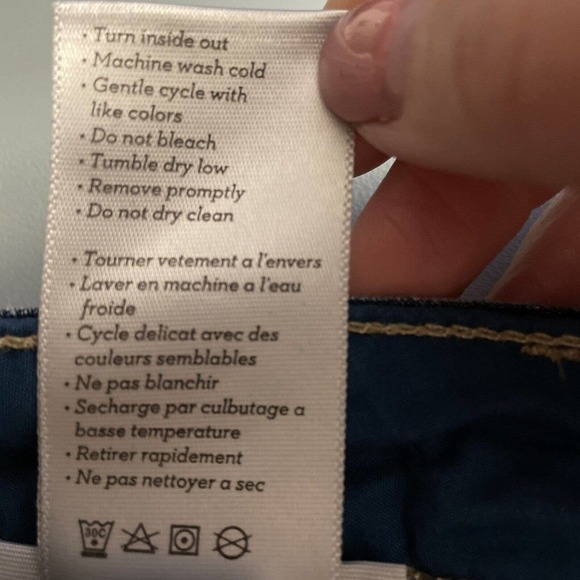 • Turn inside out
• Machine wash cold
• Gentle cycle with
like colors
• Do not bleach
• Tumble dry low
• Remove promptly
• Do not dry clean
• Tourner vetement a l'envers
• Laver en machine a l'eau
froide
• Cycle delicat avec des
couleurs semblables
• Ne pas blanchir
• Secharge par culbutage a
basse temperature
• Retirer rapidement
• Ne pas nettoyer a sec
30C